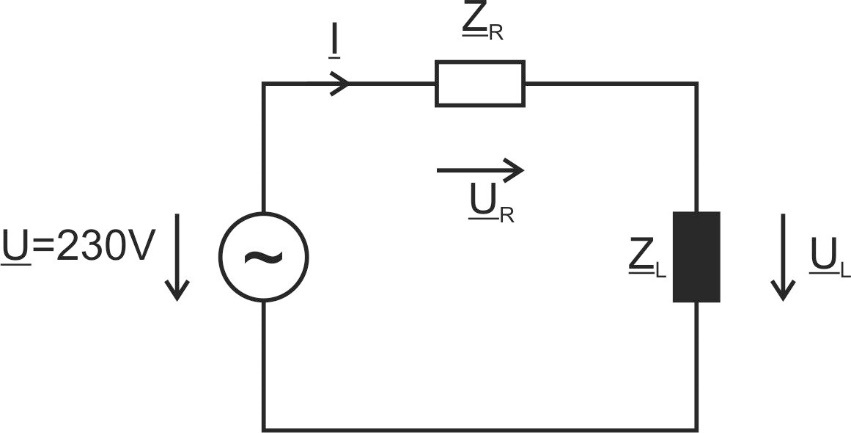 I
Z_R
U_R
U=230V
Z_L
U_L
~